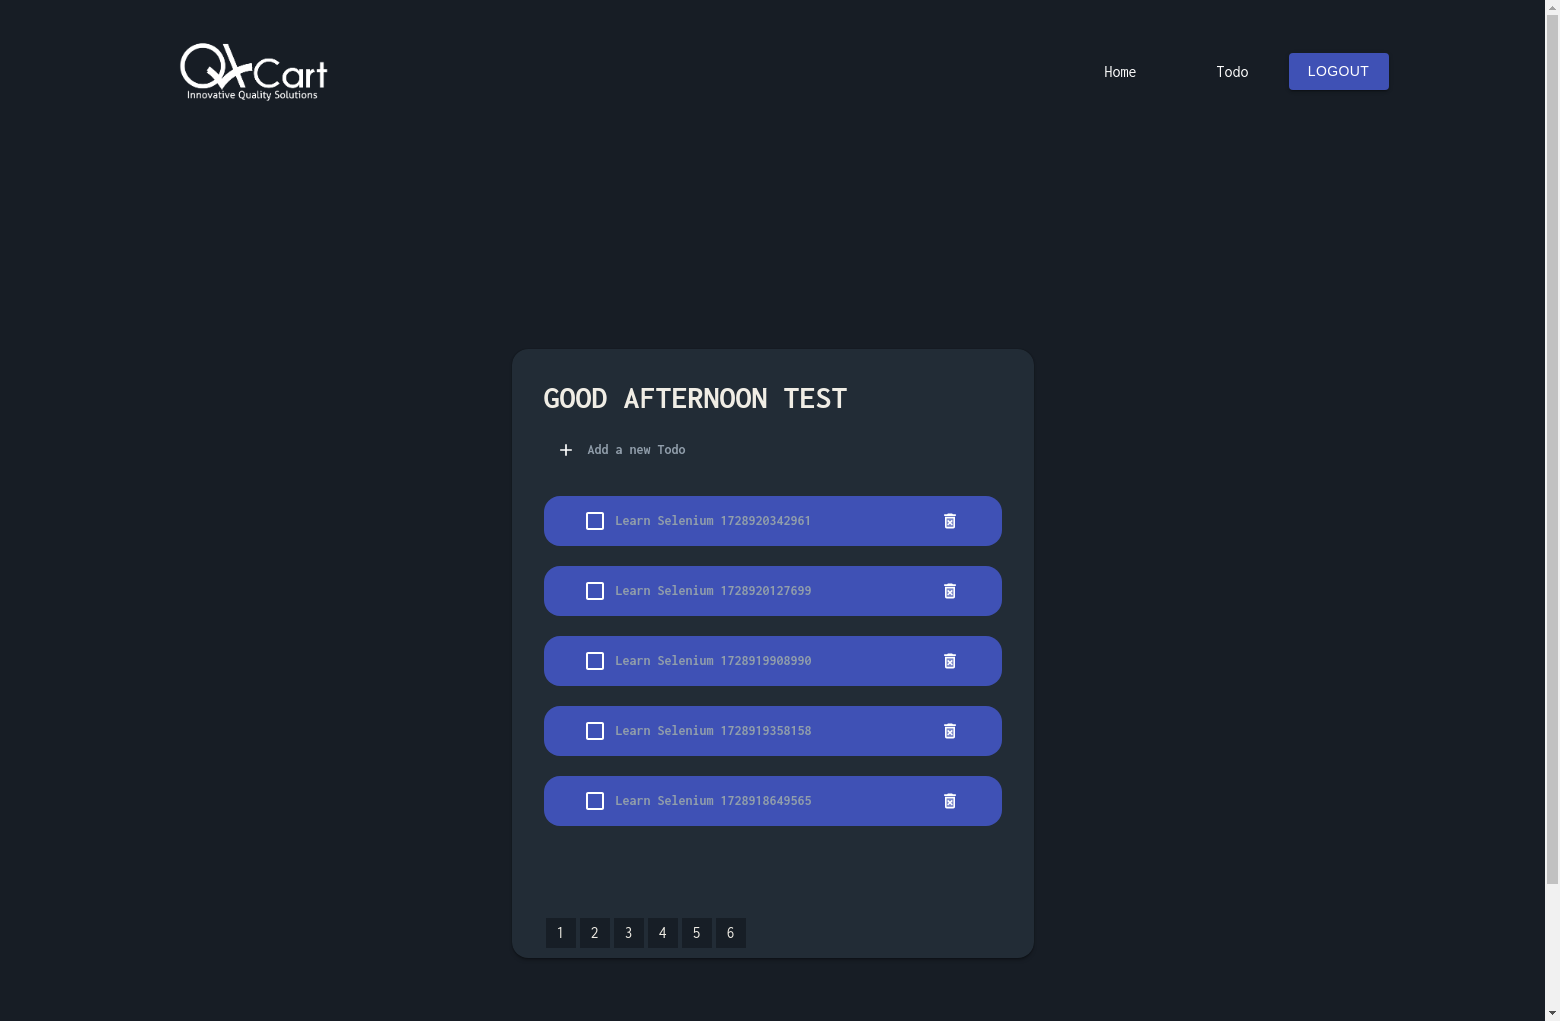 QACart
Innovative Quality Solutions
Home
Todo
LOGOUT
GOOD AFTERNOON TEST
Add a new Todo
Learn Selenium 1728920342961
Learn Selenium 1728920127699
Learn Selenium 1728919908990
Learn Selenium 1728919358158
Learn Selenium 1728918649565
1 2 3 4 5 6